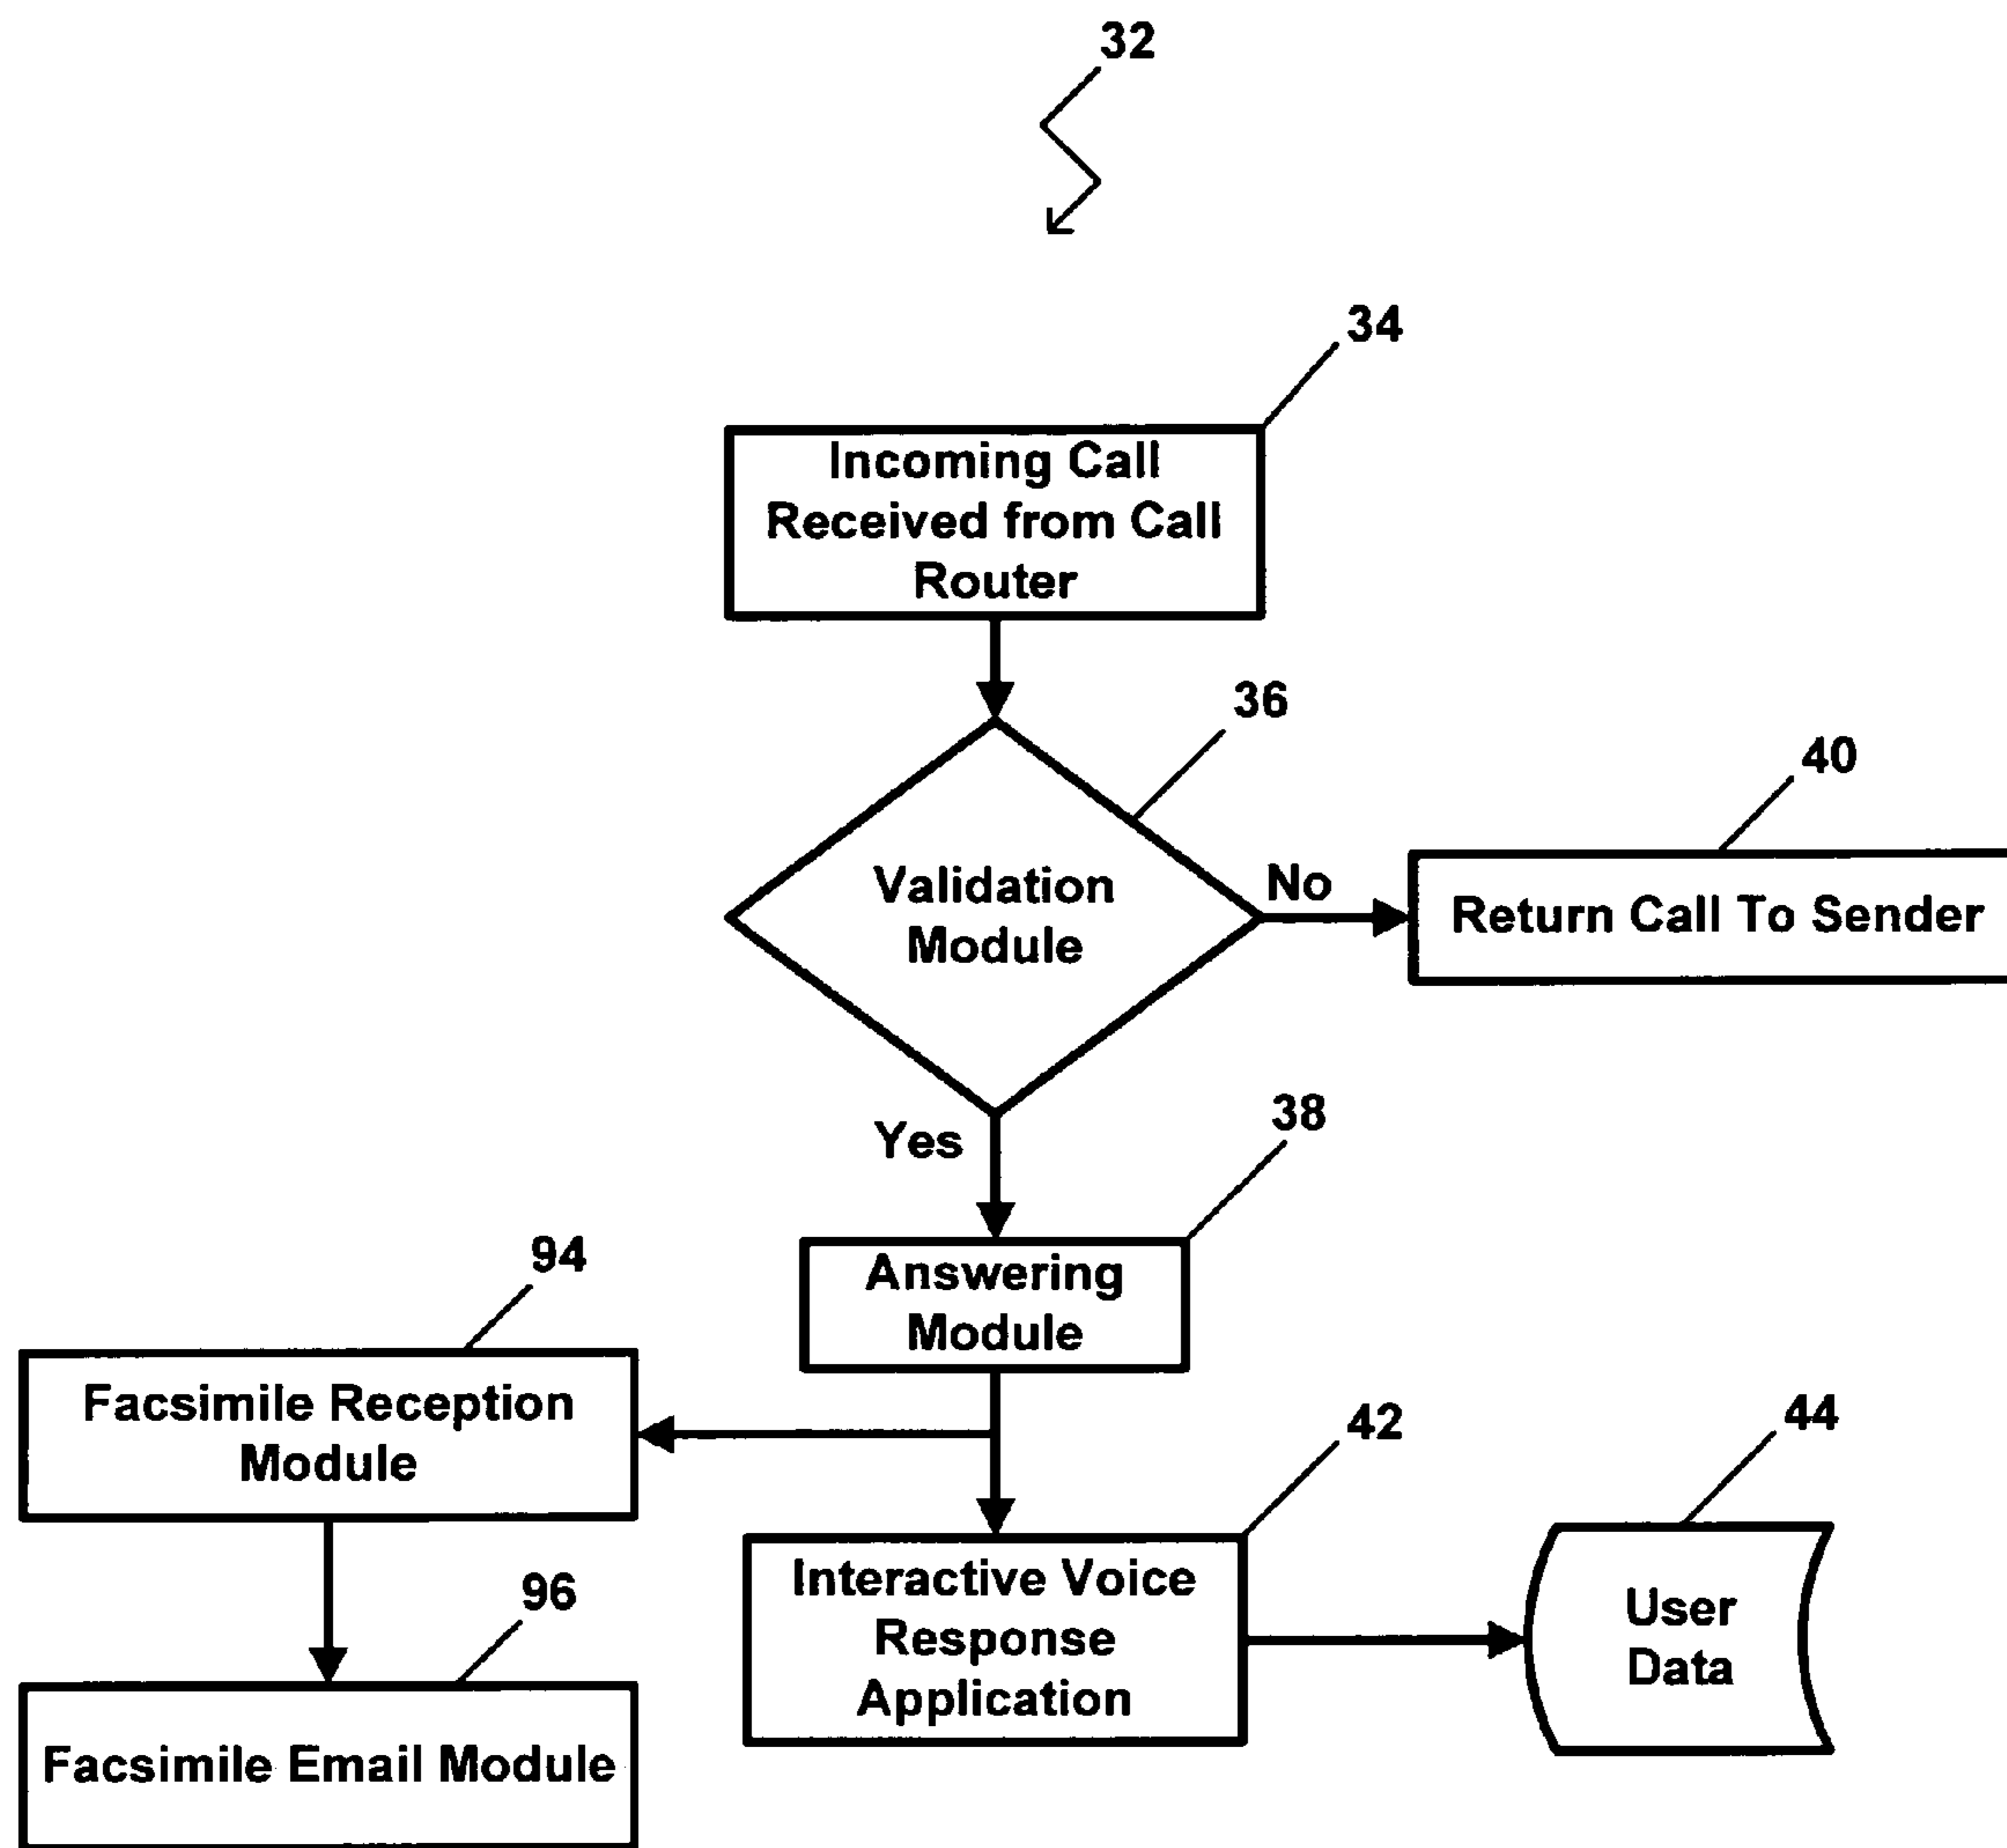 32
34
Incoming Call
Received from Call
Router
36
40
Validation
Module
No
Return Call To Sender
Yes
38
Answering
Module
94
Facsimile Reception
Module
42
44
Interactive Voice
Response
Application
User
Data
96
Facsimile Email Module